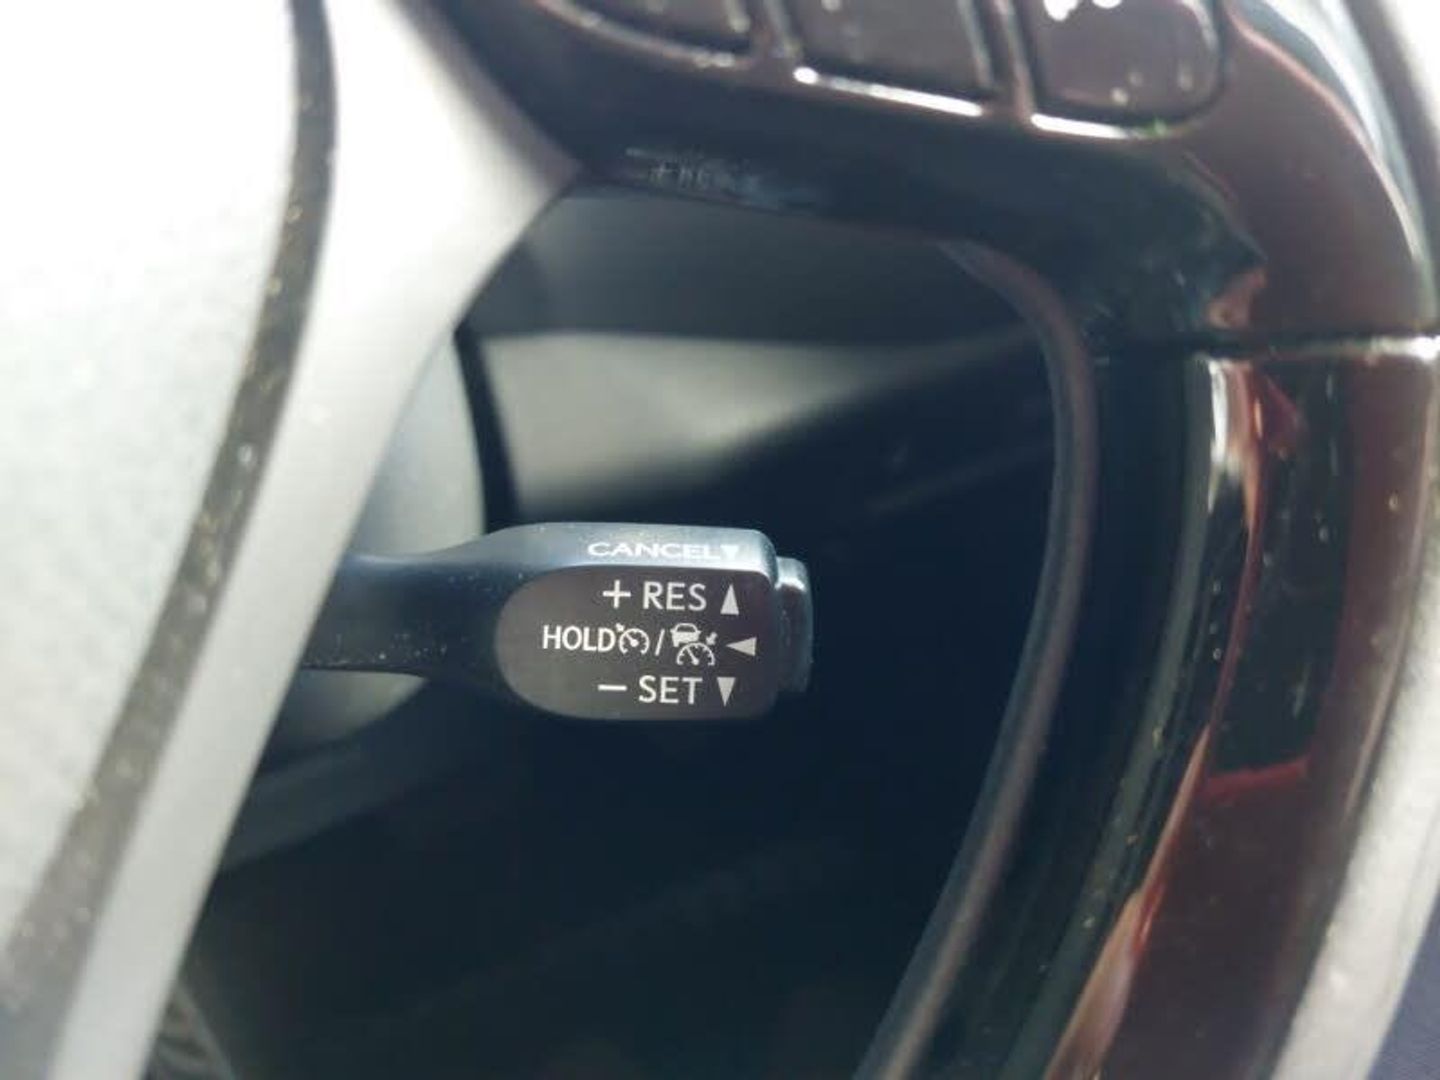 CANCEL
+ RES
HOLD /
− SET